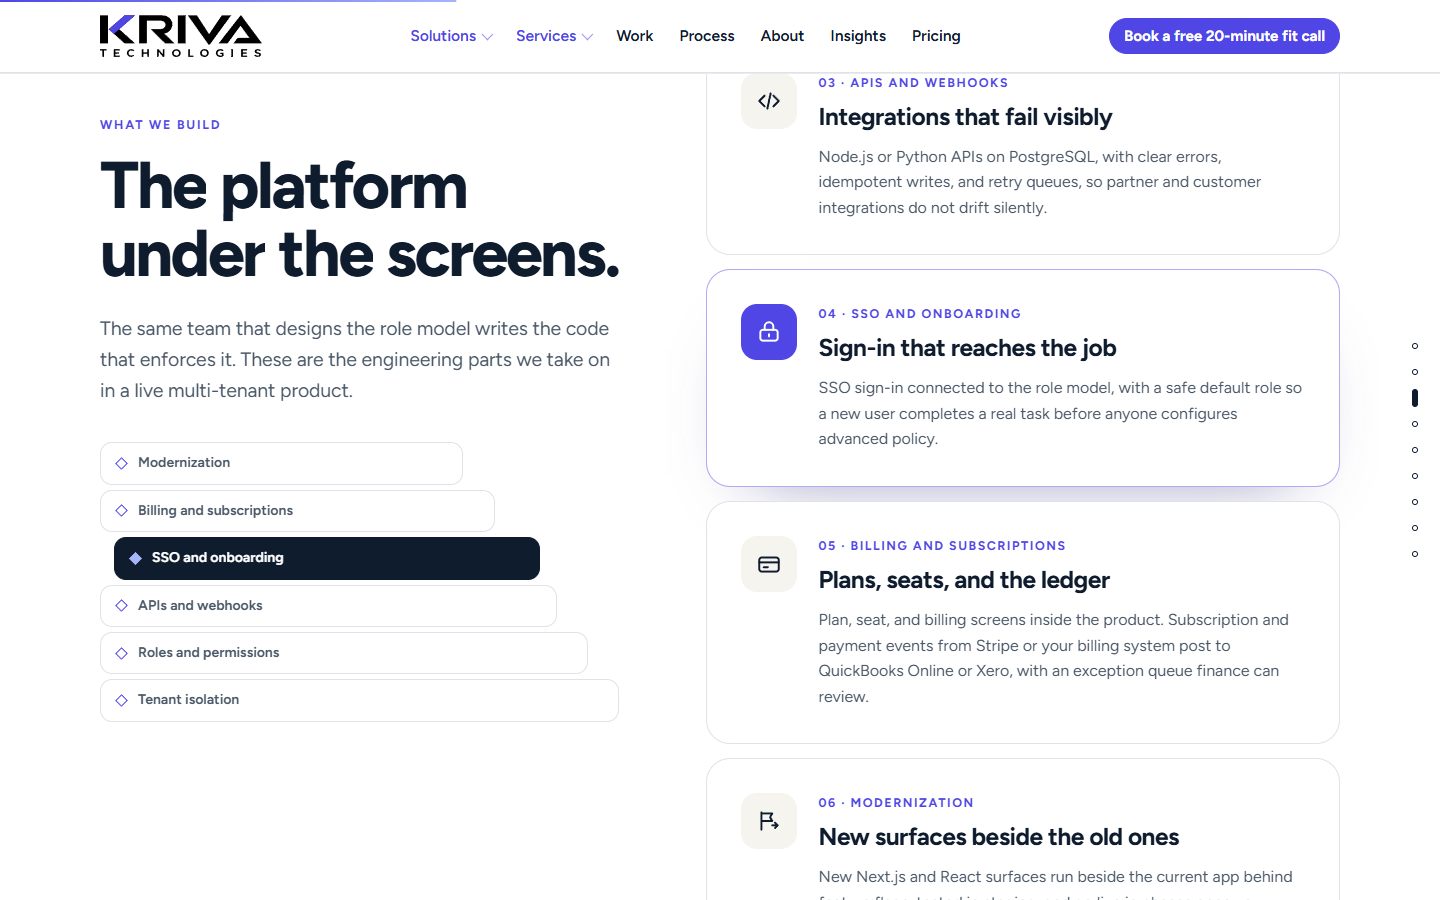 KRIVA
TECHNOLOGIES
Solutions
Services
Work
Process
About
Insights
Pricing
Book a free 20-minute fit call
WHAT WE BUILD
The platform
under the screens.
The same team that designs the role model writes the code
that enforces it. These are the engineering parts we take on
in a live multi-tenant product.
Modernization
Billing and subscriptions
SSO and onboarding
APIs and webhooks
Roles and permissions
Tenant isolation
03 · APIS AND WEBHOOKS
Integrations that fail visibly
Node.js or Python APIs on PostgreSQL, with clear errors,
idempotent writes, and retry queues, so partner and customer
integrations do not drift silently.
04 · SSO AND ONBOARDING
Sign-in that reaches the job
SSO sign-in connected to the role model, with a safe default role so
a new user completes a real task before anyone configures
advanced policy.
05 · BILLING AND SUBSCRIPTIONS
Plans, seats, and the ledger
Plan, seat, and billing screens inside the product. Subscription and
payment events from Stripe or your billing system post to
QuickBooks Online or Xero, with an exception queue finance can
review.
06 · MODERNIZATION
New surfaces beside the old ones
New Next.js and React surfaces run beside the current app behind